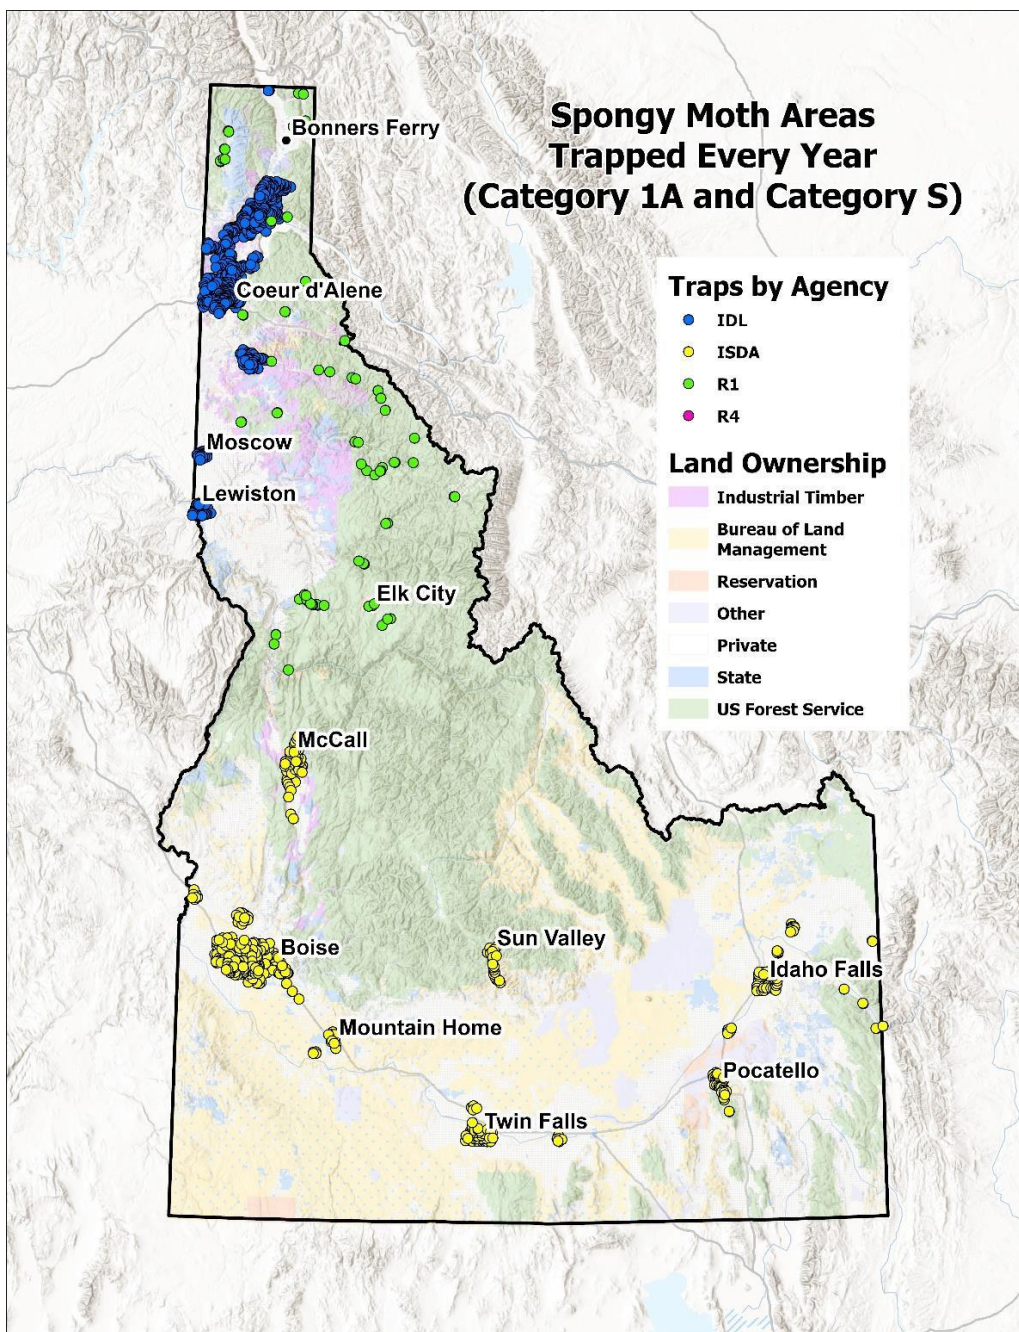 Spongy Moth Areas
Trapped Every Year
(Category 1A and Category S)
Bonners Ferry
Coeur d'Alene
Moscow
Lewiston
Elk City
McCall
Boise
Sun Valley
Idaho Falls
Mountain Home
Pocatello
Twin Falls
Traps by Agency
IDL
ISDA
R1
R4
Land Ownership
Industrial Timber
Bureau of Land
Management
Reservation
Other
Private
State
US Forest Service